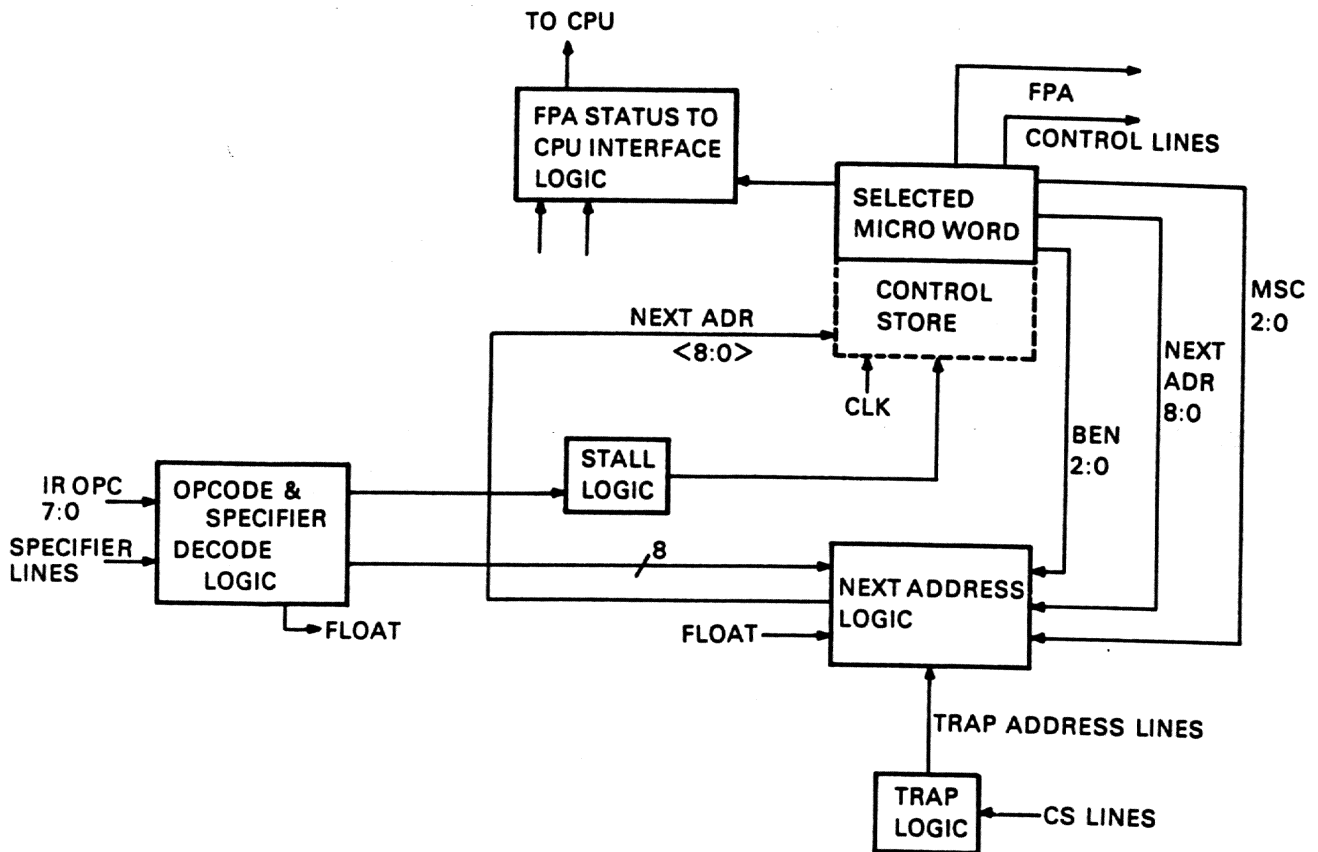 TO CPU
FPA STATUS TO
CPU INTERFACE
LOGIC
FPA
CONTROL LINES
SELECTED
MICRO WORD
CONTROL
STORE
MSC
2:0
NEXT ADR
<8:0>
NEXT
ADR
8:0
CLK
BEN
2:0
STALL
LOGIC
IR OPC
7:0
OPCODE &
SPECIFIER
DECODE
LOGIC
SPECIFIER
LINES
8
NEXT ADDRESS
LOGIC
FLOAT
FLOAT
TRAP ADDRESS LINES
TRAP
LOGIC
CS LINES